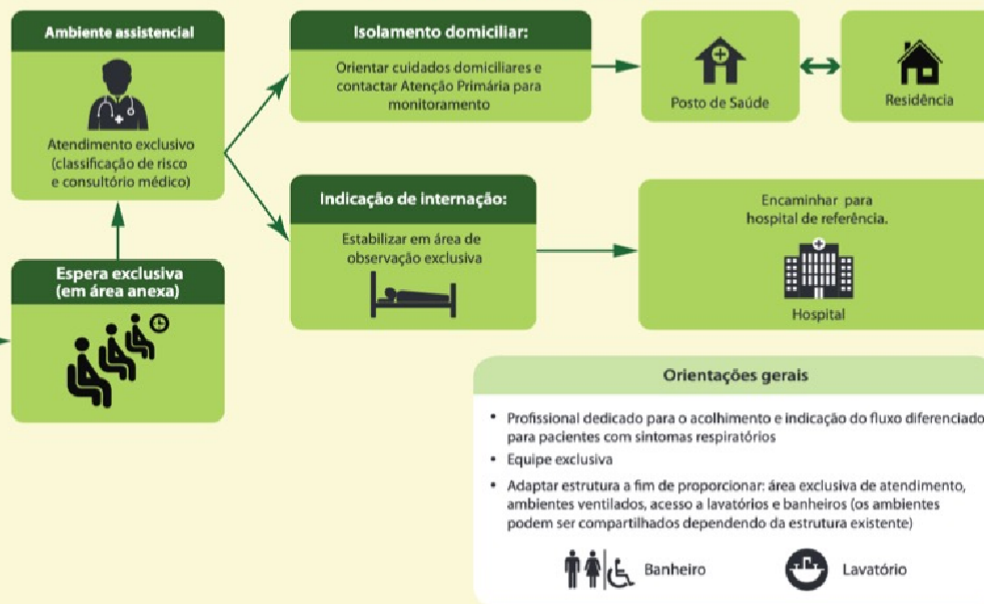 Ambiente assistencial
Atendimento exclusivo
(classificação de risco
e consultório médico)
Espera exclusiva
(em área anexa)
Isolamento domiciliar:
Orientar cuidados domiciliares e
contactar Atenção Primária para
monitoramento
Posto de Saúde
Residência
Indicação de internação:
Estabilizar em área de
observação exclusiva
Encaminhar para
hospital de referência.
Hospital
Orientações gerais
• Profissional dedicado para o acolhimento e indicação do fluxo diferenciado
para pacientes com sintomas respiratórios
• Equipe exclusiva
• Adaptar estrutura a fim de proporcionar: área exclusiva de atendimento,
ambientes ventilados, acesso a lavatórios e banheiros (os ambientes
podem ser compartilhados dependendo da estrutura existente)
Banheiro
Lavatório